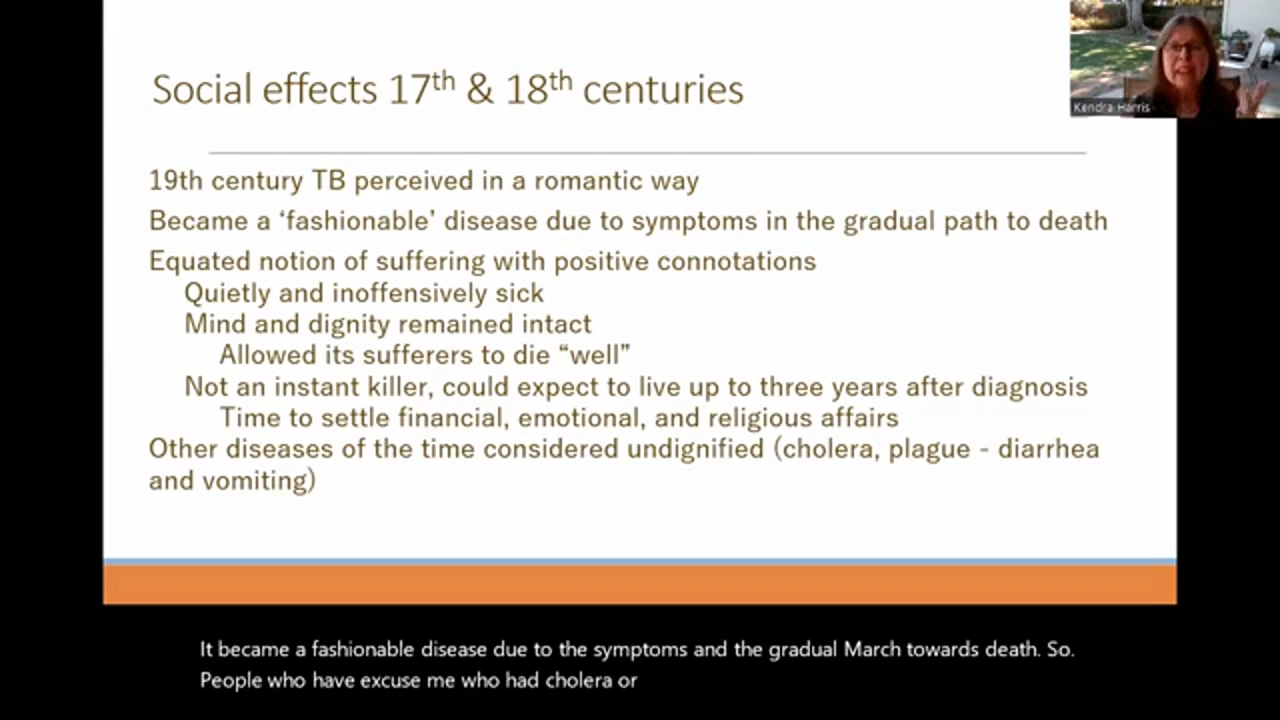 Social effects 17th & 18th centuries
Kendra Harris
19th century TB perceived in a romantic way
Became a ‘fashionable’ disease due to symptoms in the gradual path to death
Equated notion of suffering with positive connotations
Quietly and inoffensively sick
Mind and dignity remained intact
Allowed its sufferers to die “well”
Not an instant killer, could expect to live up to three years after diagnosis
Time to settle financial, emotional, and religious affairs
Other diseases of the time considered undignified (cholera, plague - diarrhea
and vomiting)
It became a fashionable disease due to the symptoms and the gradual March towards death. So.
People who have excuse me who had cholera or